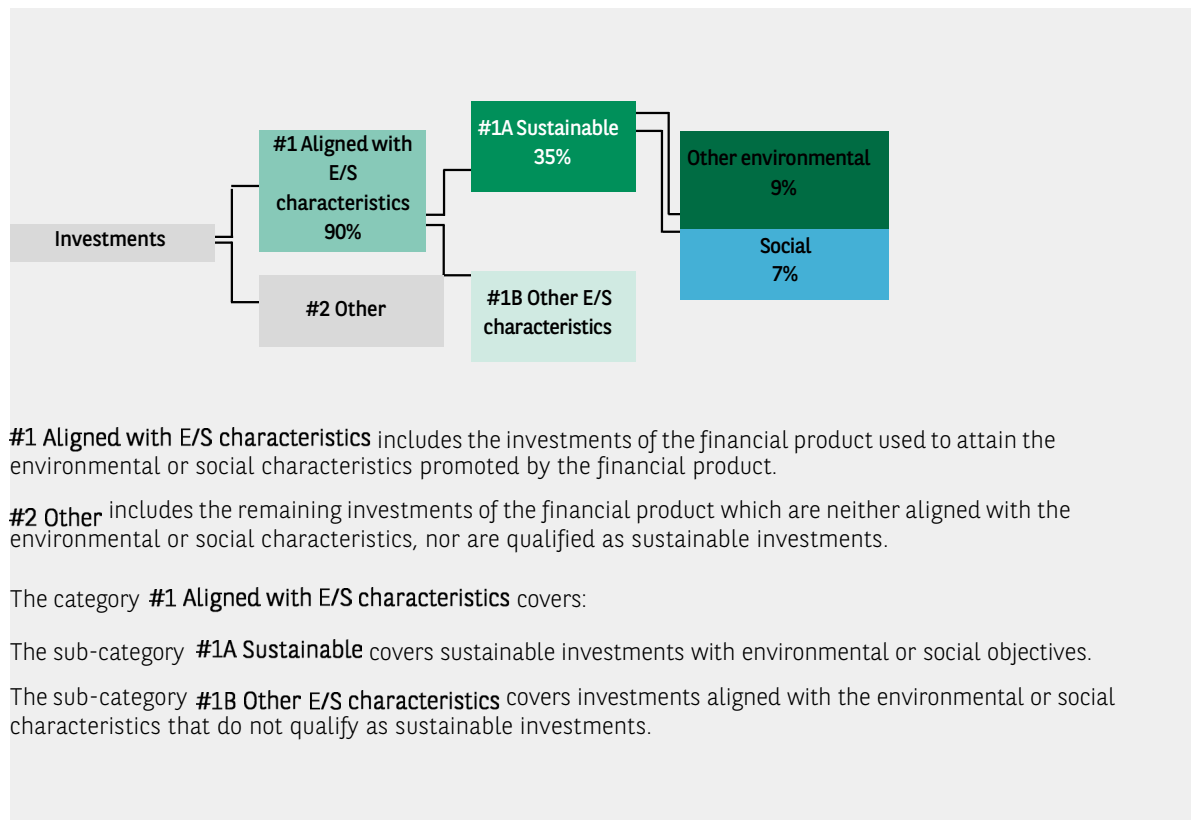 #1A Sustainable
35%
#1 Aligned with
E/S
characteristics
90%
Other environmental
9%
Investments
Social
7%
#2 Other
#1B Other E/S
characteristics
#1 Aligned with E/S characteristics includes the investments of the financial product used to attain the
environmental or social characteristics promoted by the financial product.
#2 Other includes the remaining investments of the financial product which are neither aligned with the
environmental or social characteristics, nor are qualified as sustainable investments.
The category #1 Aligned with E/S characteristics covers:
The sub-category #1A Sustainable covers sustainable investments with environmental or social objectives.
The sub-category #1B Other E/S characteristics covers investments aligned with the environmental or social
characteristics that do not qualify as sustainable investments.